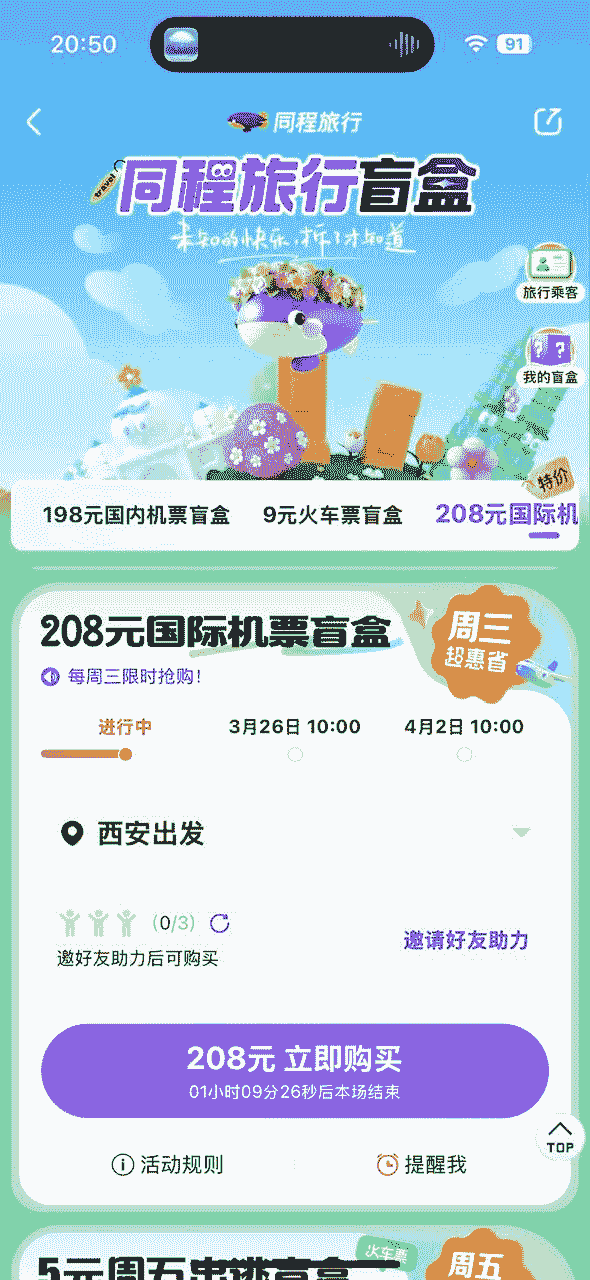 20:50
91
同程旅行
travel
同程旅行盲盒
未知的快乐,拆了才知道
旅行乘客
? ?
我的盲盒
特价
198元国内机票盲盒
9元火车票盲盒
208元国际机
208元国际机票盲盒
周三
超惠省
每周三限时抢购!
进行中
3月26日 10:00
4月2日 10:00
西安出发
(0/3)
邀好友助力后可购买
邀请好友助力
208元 立即购买
01小时09分26秒后本场结束
TOP
活动规则
提醒我
5元周五出逃盲盒
火车票
周五